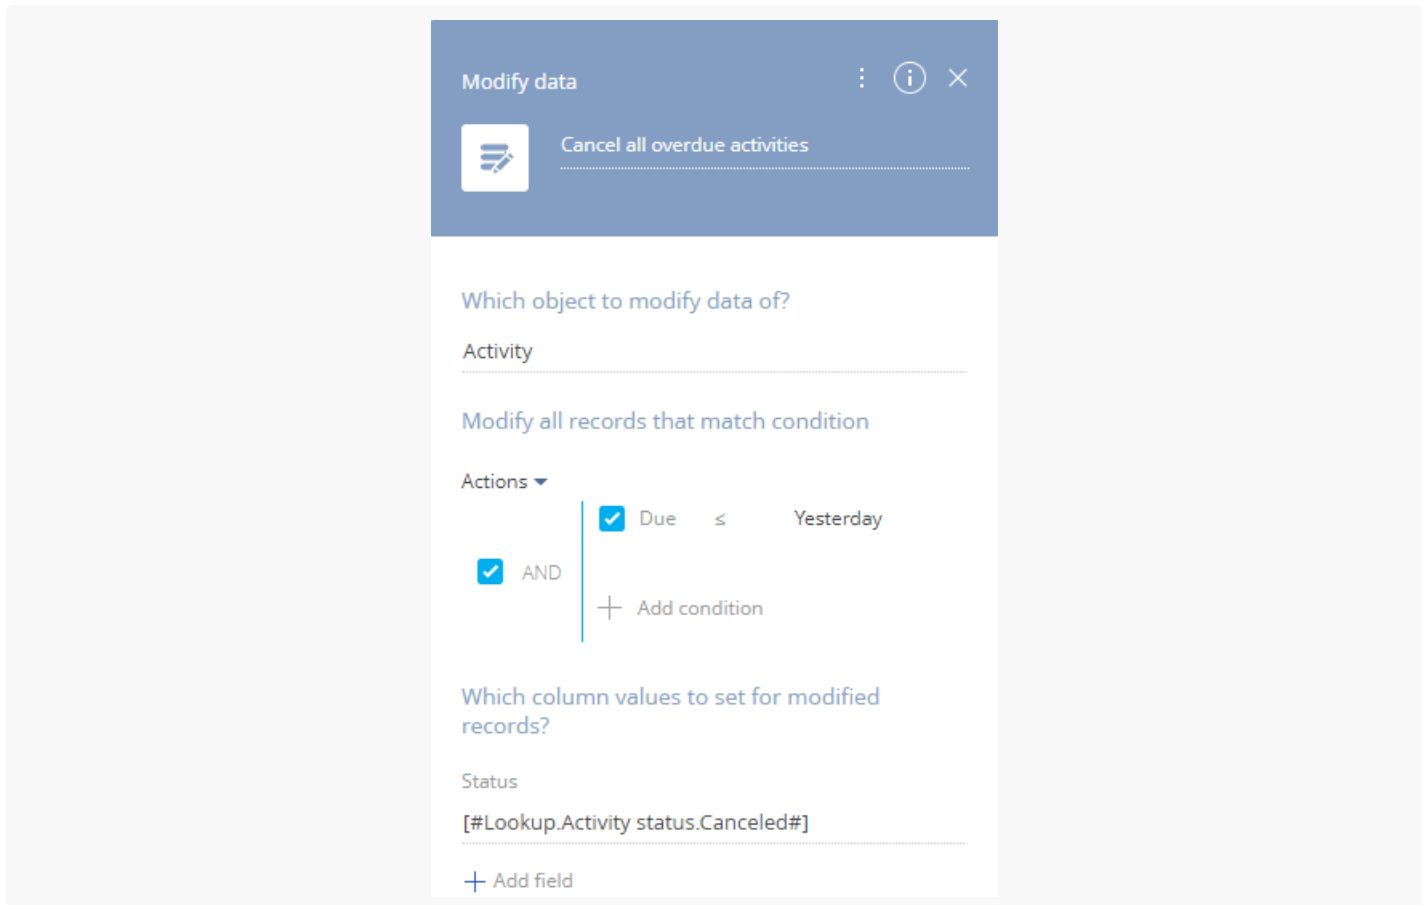 Modify data
Cancel all overdue activities
Which object to modify data of?
Activity
Modify all records that match condition
Actions
Due ≤ Yesterday
AND
Add condition
Which column values to set for modified
records?
Status
[#Lookup.Activity status.Canceled#]
Add field